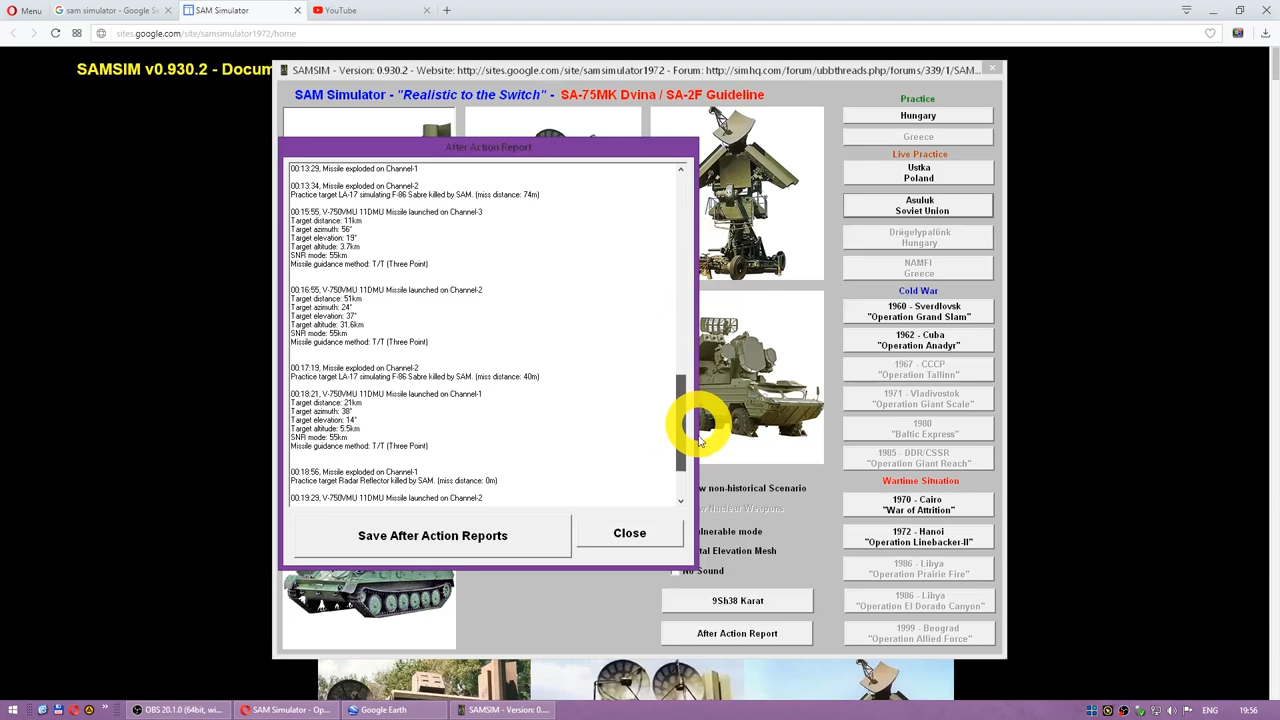 Menu
sam simulator - Google Se
SAM Simulator
YouTube
sites.google.com/site/samsimulator1972/home
SAMSIM v0.930.2 - Docum
SAMSIM - Version: 0.930.2 - Website: http://sites.google.com/site/samsimulator1972 - Forum: http://simhq.com/forum/ubbthreads.php/forums/339/1/SAM...
SAM Simulator - "Realistic to the Switch" - SA-75MK Dvina / SA-2F Guideline
After Action Report
00:13:29, Missile exploded on Channel-1
00:13:34, Missile exploded on Channel-2
Practice target LA-17 simulating F-86 Sabre killed by SAM. (miss distance: 74m)
00:15:55, V-750VMU 11DMU Missile launched on Channel-3
Target distance: 11km
Target azimuth: 56°
Target elevation: 19°
Target altitude: 3.7km
SNR mode: 55km
Missile guidance method: T/T (Three Point)
00:16:55, V-750VMU 11DMU Missile launched on Channel-2
Target distance: 51km
Target azimuth: 24°
Target elevation: 37°
Target altitude: 31.6km
SNR mode: 55km
Missile guidance method: T/T (Three Point)
00:17:19, Missile exploded on Channel-2
Practice target LA-17 simulating F-86 Sabre killed by SAM. (miss distance: 40m)
00:18:21, V-750VMU 11DMU Missile launched on Channel-1
Target distance: 21km
Target azimuth: 38°
Target elevation: 14°
Target altitude: 5.5km
SNR mode: 55km
Missile guidance method: T/T (Three Point)
00:18:56, Missile exploded on Channel-1
Practice target Radar Reflector killed by SAM. (miss distance: 0m)
00:19:29, V-750VMU 11DMU Missile launched on Channel-2
Save After Action Reports
Close
Practice
Hungary
Greece
Live Practice
Ustka
Poland
Asuluk
Soviet Union
Drégelypalánk
Hungary
NAMFI
Greece
Cold War
1960 - Sverdlovsk
"Operation Grand Slam"
1962 - Cuba
"Operation Anadyr"
1967 - CCCP
"Operation Tallinn"
1971 - Vladivostok
"Operation Giant Scale"
1980
"Baltic Express"
1985 - DDR/CSSR
"Operation Giant Reach"
Wartime Situation
1970 - Cairo
"War of Attrition"
1972 - Hanoi
"Operation Linebacker-II"
1986 - Libya
"Operation Prairie Fire"
1986 - Libya
"Operation El Dorado Canyon"
1999 - Beograd
"Operation Allied Force"
w non-historical Scenario
w Nuclear Weapons
ulnerable mode
tal Elevation Mesh
No Sound
9Sh38 Karat
After Action Report
OBS 20.1.0 (64bit, wi...
SAM Simulator - Op...
Google Earth
SAMSIM - Version: 0....
ENG
19:56